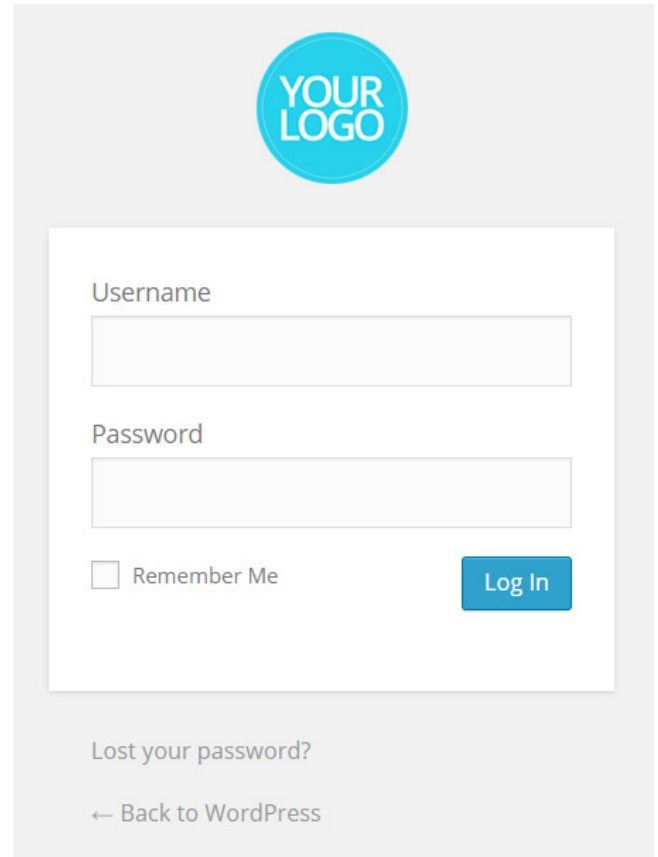 YOUR
LOGO
Username
Password
Remember Me
Log In
Lost your password?
← Back to WordPress